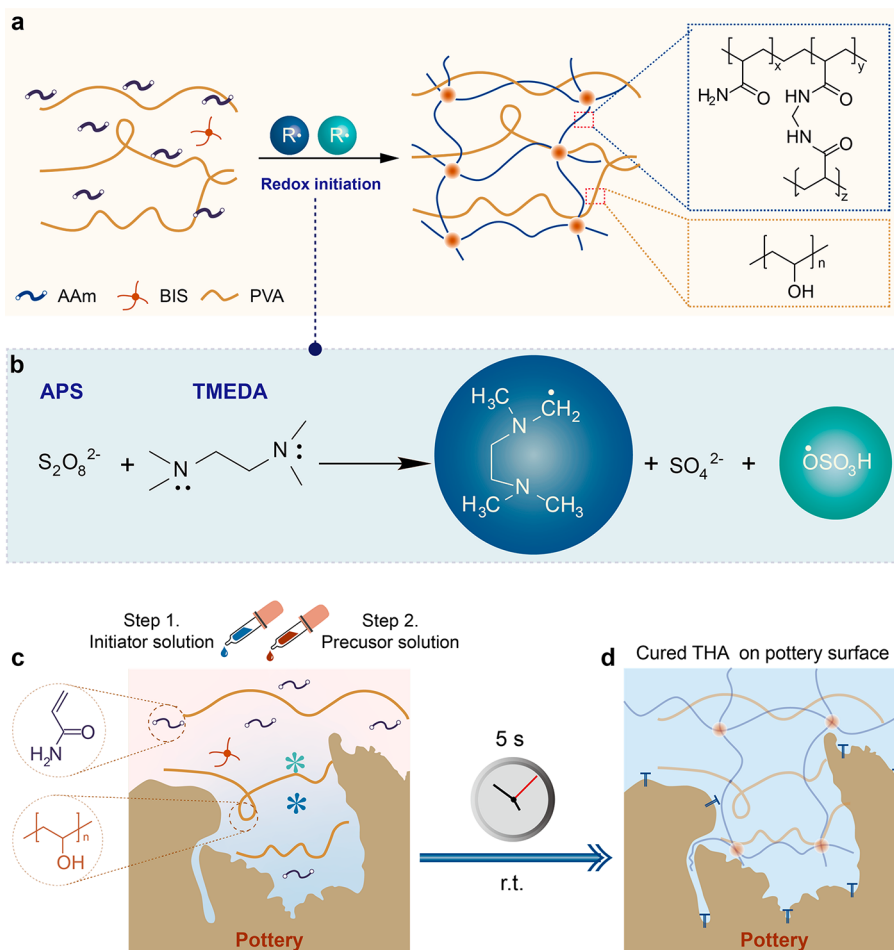 a
R· R·
Redox initiation
AAm BIS PVA
x y
H2N O HN O
NH
O
z
n
OH
b
APS TMEDA
S2O8 2- + N N + SO4 2- + OSO3H
H3C CH2
N
N
H3C CH3
Step 1.
Initiator solution
Step 2.
Precusor solution
c
H2N O
n
OH
Pottery
5 s
r.t.
d
Cured THA on pottery surface
Pottery